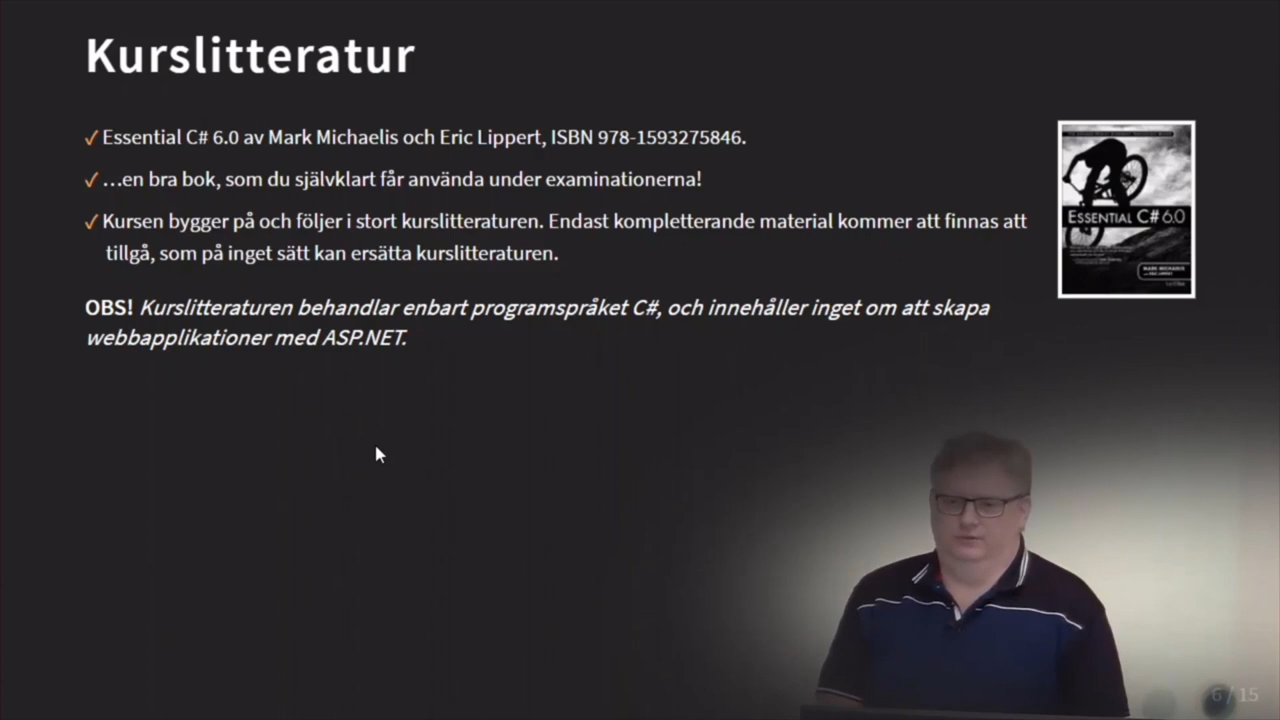 Kurslitteratur
✓ Essential C# 6.0 av Mark Michaelis och Eric Lippert, ISBN 978-1593275846.
✓ …en bra bok, som du självklart får använda under examinationerna!
✓ Kursen bygger på och följer i stort kurslitteraturen. Endast kompletterande material kommer att finnas att
tillgå, som på inget sätt kan ersätta kurslitteraturen.
OBS! Kurslitteraturen behandlar enbart programspråket C#, och innehåller inget om att skapa
webbapplikationer med ASP.NET.
ESSENTIAL C# 6.0
MARK MICHAELIS
6 / 15